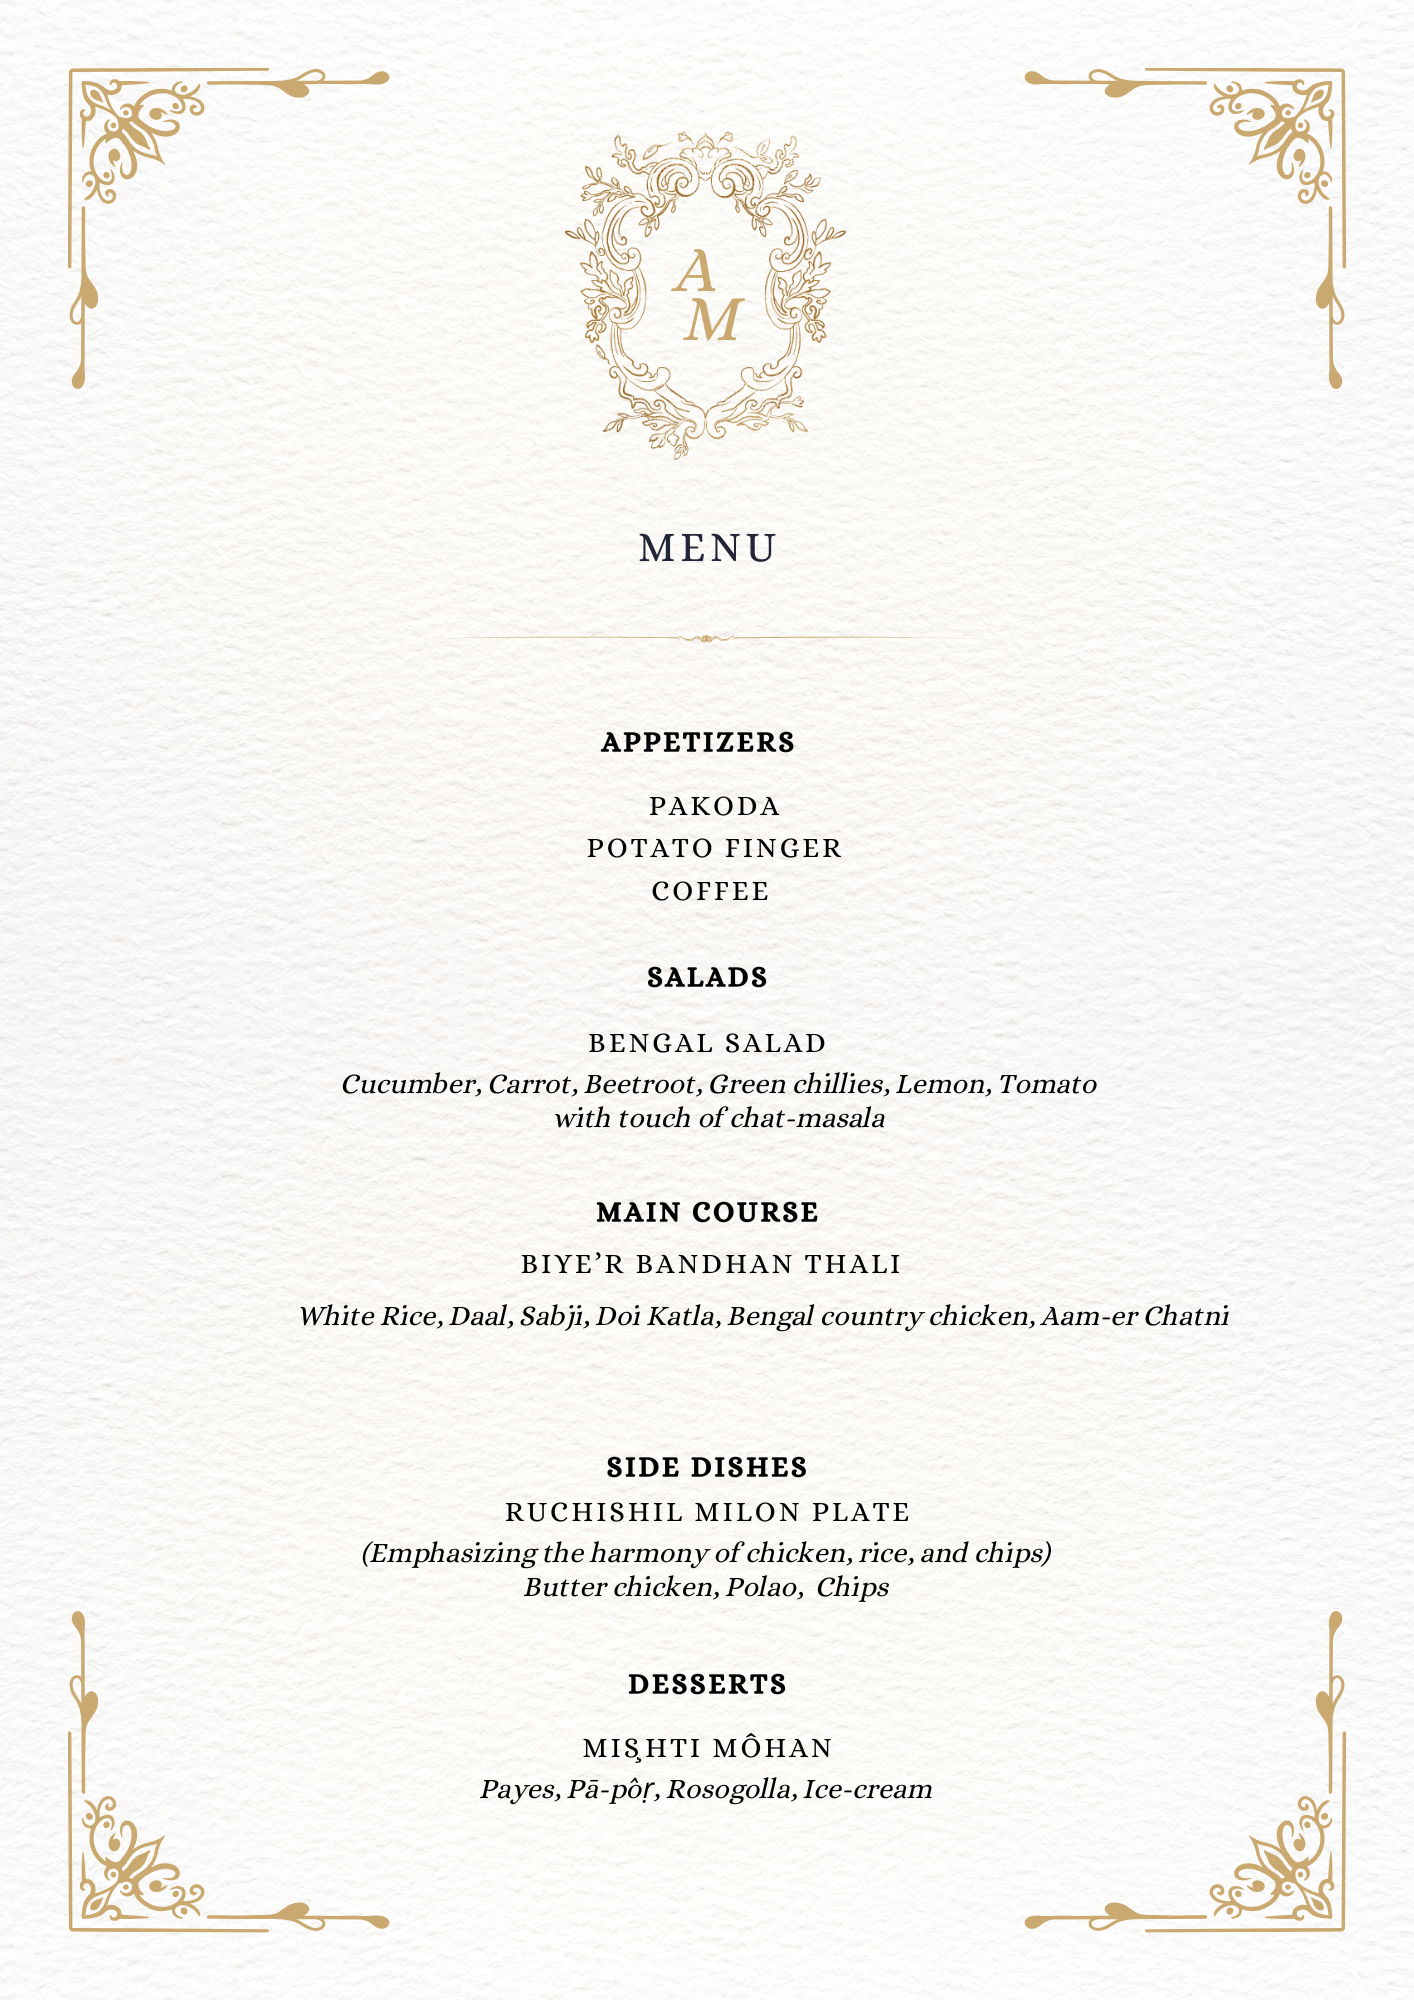 A
M
MENU
APPETIZERS
PAKODA
POTATO FINGER
COFFEE
SALADS
BENGAL SALAD
Cucumber, Carrot, Beetroot, Green chillies, Lemon, Tomato
with touch of chat-masala
MAIN COURSE
BIYE’R BANDHAN THALI
White Rice, Daal, Sabji, Doi Katla, Bengal country chicken, Aam-er Chatni
SIDE DISHES
RUCHISHIL MILON PLATE
(Emphasizing the harmony of chicken, rice, and chips)
Butter chicken, Polao, Chips
DESSERTS
MIŞHTI MÔHAN
Payes, Pā-pôṛ, Rosogolla, Ice-cream